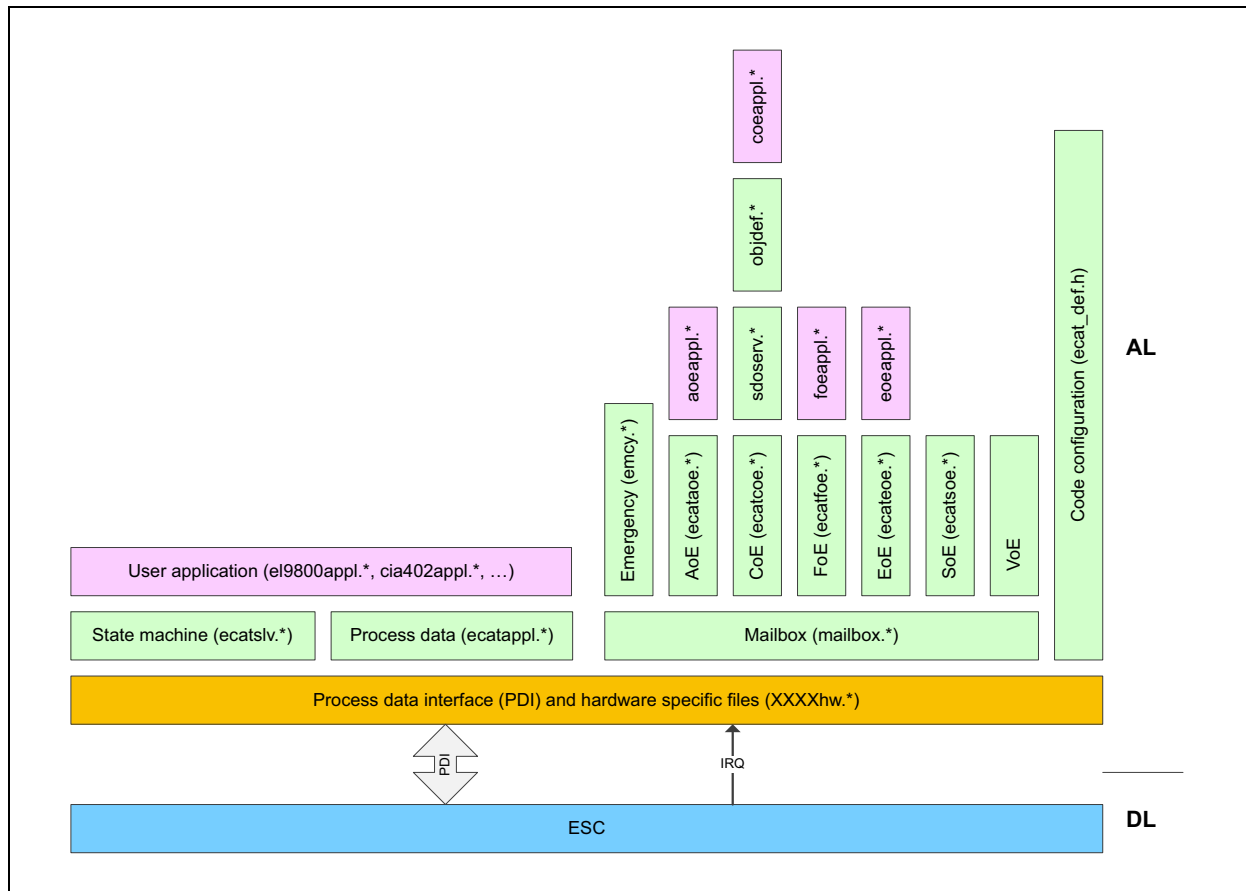 coeappl.*
objdef.*
aoeappl.*
sdoserv.*
foeappl.*
eoeappl.*
Emergency (emcy.*)
AoE (ecataoe.*)
CoE (ecatcoe.*)
FoE (ecatfoe.*)
EoE (ecateoe.*)
SoE (ecatsoe.*)
VoE
Code configuration (ecat_def.h)
AL
User application (el9800appl.*, cia402appl.*, …)
State machine (ecatslv.*)
Process data (ecatappl.*)
Mailbox (mailbox.*)
Process data interface (PDI) and hardware specific files (XXXXhw.*)
PDI
IRQ
ESC
DL